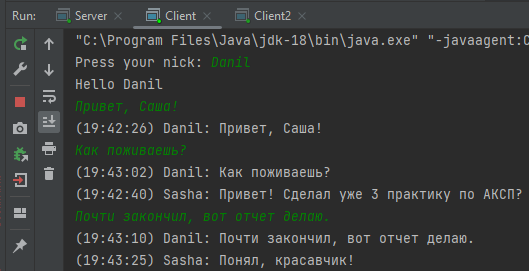 Run: Server Client Client2
"C:\Program Files\Java\jdk-18\bin\java.exe" "-javaagent:C
Press your nick: Danil
Hello Danil
Привет, Саша!
(19:42:26) Danil: Привет, Саша!
Как поживаешь?
(19:43:02) Danil: Как поживаешь?
(19:42:40) Sasha: Привет! Сделал уже 3 практику по АКСП?
Почти закончил, вот отчет делаю.
(19:43:10) Danil: Почти закончил, вот отчет делаю.
(19:43:25) Sasha: Понял, красавчик!